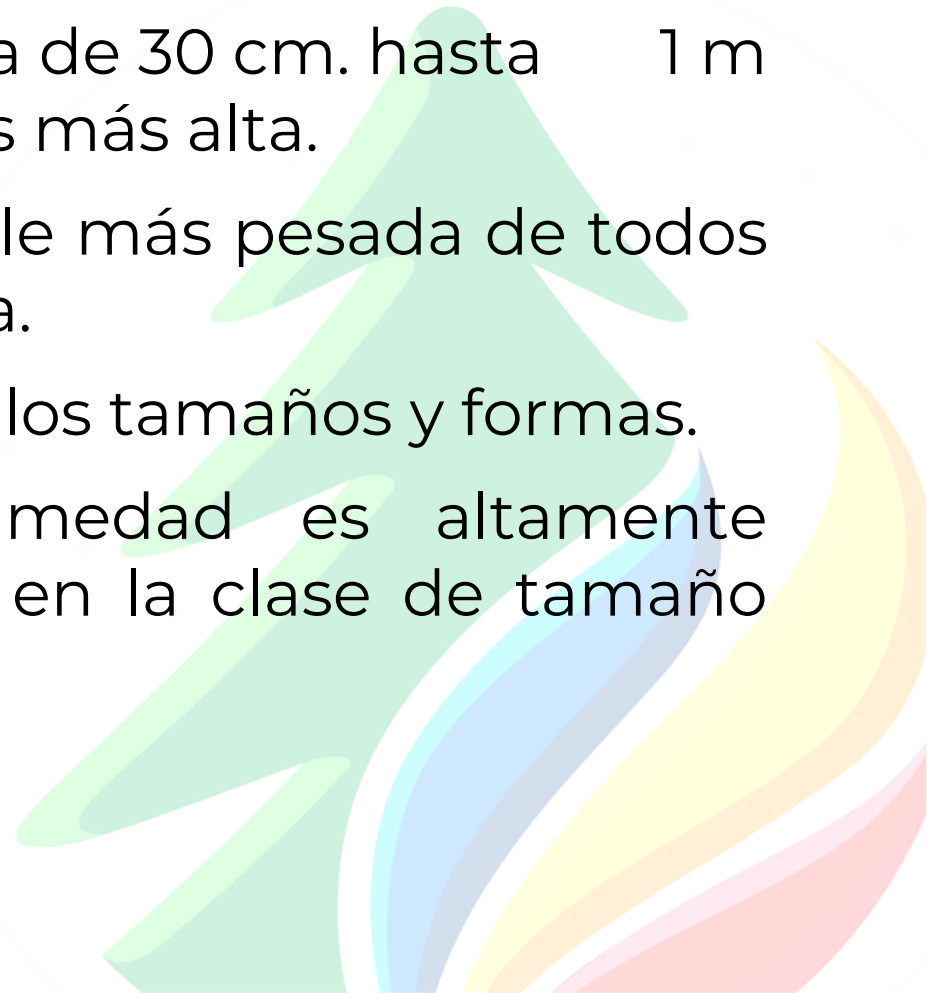 a de 30 cm. hasta 1 m
s más alta.
le más pesada de todos
a.
los tamaños y formas.
medad es altamente
en la clase de tamaño